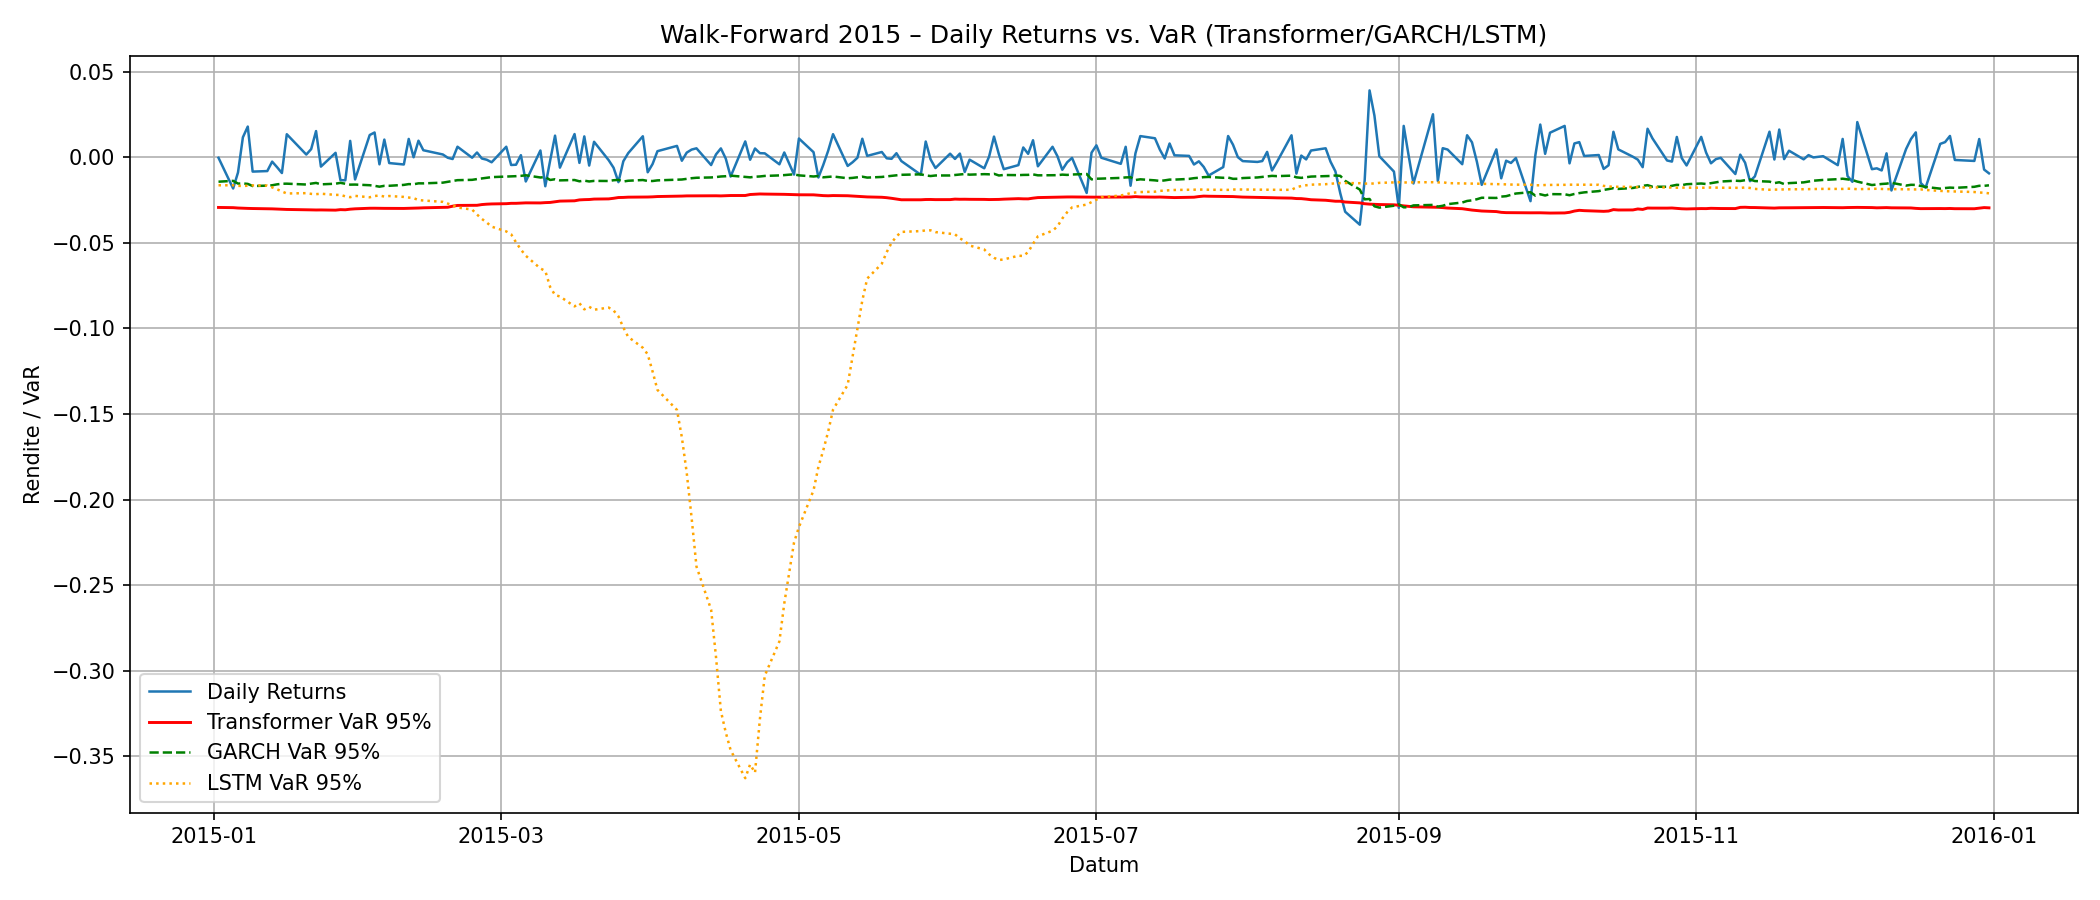 Walk-Forward 2015 – Daily Returns vs. VaR (Transformer/GARCH/LSTM)
Rendite / VaR
0.05
0.00
−0.05
−0.10
−0.15
−0.20
−0.25
−0.30
−0.35
Daily Returns
Transformer VaR 95%
GARCH VaR 95%
LSTM VaR 95%
2015-01
2015-03
2015-05
2015-07
2015-09
2015-11
2016-01
Datum